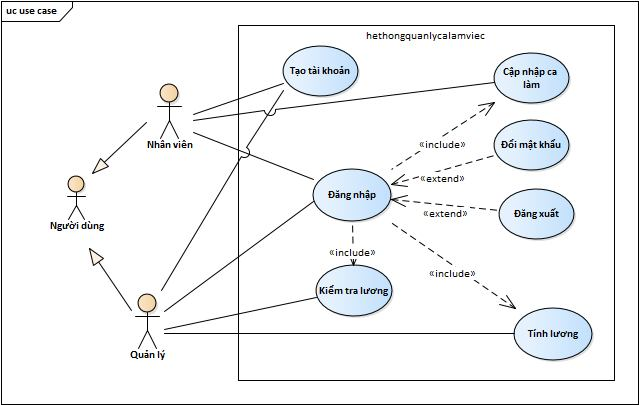 uc use case
hethongquanlycalamviec
Tạo tài khoản
Cập nhập ca
làm
Nhân viên
«include»
Đổi mật khẩu
«extend»
Đăng nhập
Người dùng
«extend»
Đăng xuất
«include»
«include»
Kiểm tra lương
Quản lý
Tính lương